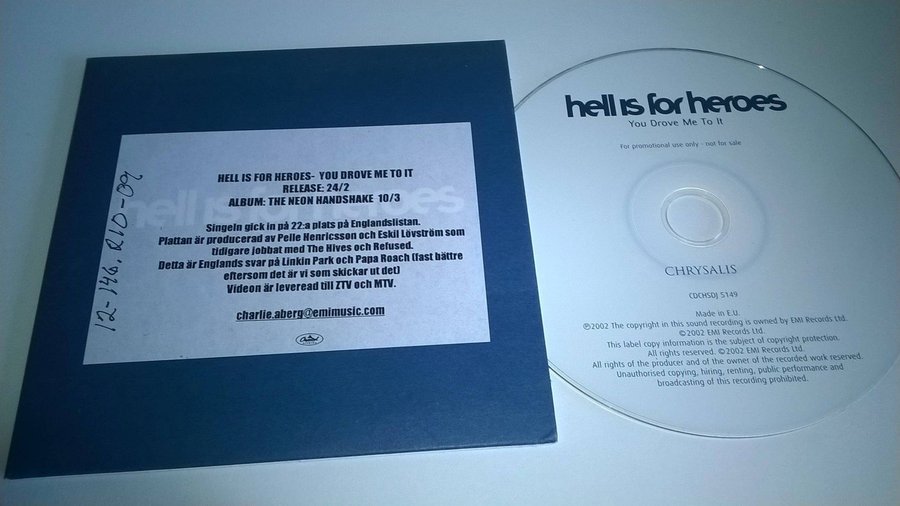 HELL IS FOR HEROES- YOU DROVE ME TO IT
RELEASE: 24/2
ALBUM: THE NEON HANDSHAKE 10/3
hell is for heroes
Singeln gick in på 22:a plats på Englandslistan.
Plattan är producerad av Pelle Henricsson och Eskil Lövström som
tidigare jobbat med The Hives och Refused.
Detta är Englands svar på Linkin Park och Papa Roach (fast bättre
eftersom det är vi som skickar ut det)
Videon är levererad till ZTV och MTV.
charlie.aberg@emimusic.com
12-146, R10-09
hell is for heroes
You Drove Me To It
For promotional use only - not for sale
CHRYSALIS
CDCHSDJ 5149
Made in E.U.
℗2002 The copyright in this sound recording is owned by EMI Records Ltd.
©2002 EMI Records Ltd.
This label copy information is the subject of copyright protection.
All rights reserved. ©2002 EMI Records Ltd.
All rights of the producer and of the owner of the recorded work reserved.
Unauthorised copying, hiring, renting, public performance and
broadcasting of this recording prohibited.